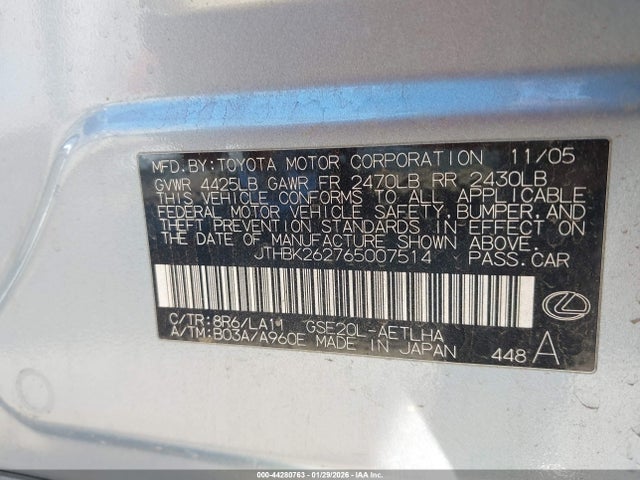 MFD. BY: TOYOTA MOTOR CORPORATION 11/05
GVWR 4425LB GAWR FR 2470LB RR 2430LB
THIS VEHICLE CONFORMS TO ALL APPLICABLE
FEDERAL MOTOR VEHICLE SAFETY, BUMPER, AND
THEFT PREVENTION STANDARDS IN EFFECT ON
THE DATE OF MANUFACTURE SHOWN ABOVE.
JTHBK262765007514 PASS. CAR
C/TR: 8R6/LA11 GSE20L-AETLHA
A/TM: B03A/A960E MADE IN JAPAN 448 A
000-44280763 - 01/29/2026 - IAA Inc.